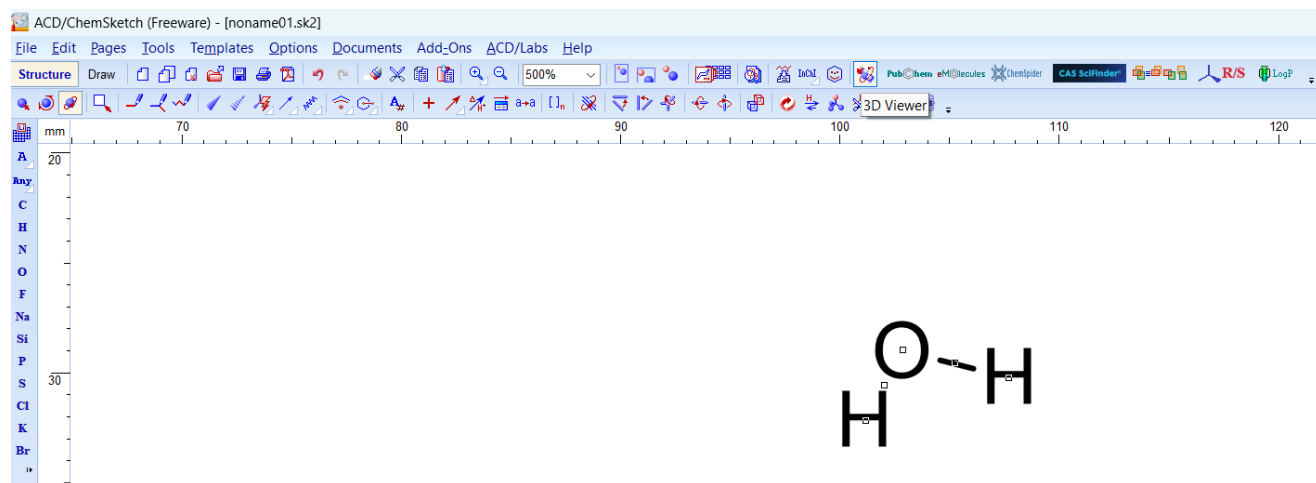 ACD/ChemSketch (Freeware) - [noname01.sk2]
File Edit Pages Tools Templates Options Documents Add-Ons ACD/Labs Help
Structure Draw 500% InChI PubChem eMolecules ChemSpider CAS SciFinder R/S LogP
3D Viewer
mm 70 80 90 100 110 120
A
20
Any
C
H
N
O
F
Na
Si
P
S
30
Cl
K
Br
O
H
H